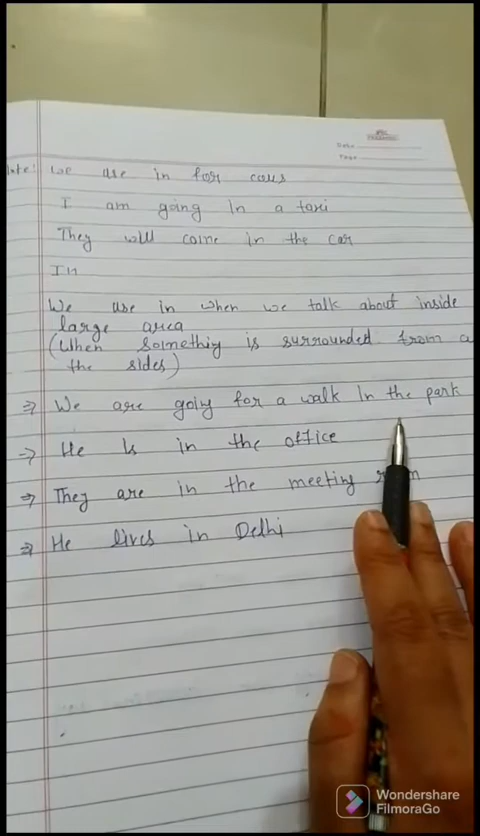 Date
Page
Note: We use in for cars
I am going In a taxi
They will come in the car
In
We use in when we talk about inside
large area
(When something is surrounded from a
the sides)
⇒ We are going for a walk In the park
→ He is in the office
⇒ They are in the meeting room
⇒ He lives in Delhi
Wondershare
FilmoraGo